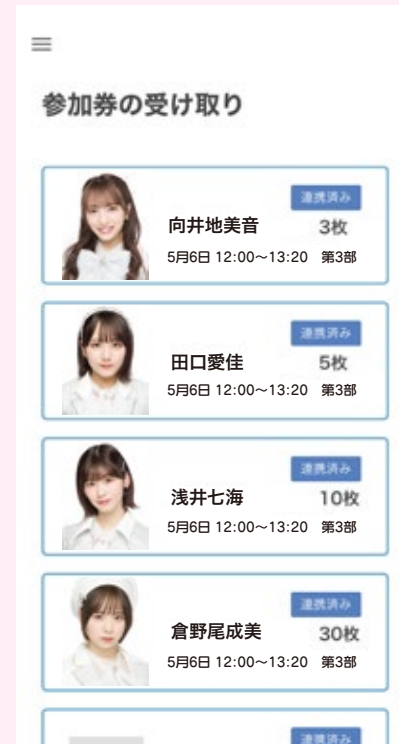 参加券の受け取り
連携済み
向井地美音 3枚
5月6日 12:00〜13:20 第3部
連携済み
田口愛佳 5枚
5月6日 12:00〜13:20 第3部
連携済み
浅井七海 10枚
5月6日 12:00〜13:20 第3部
連携済み
倉野尾成美 30枚
5月6日 12:00〜13:20 第3部
連携済み